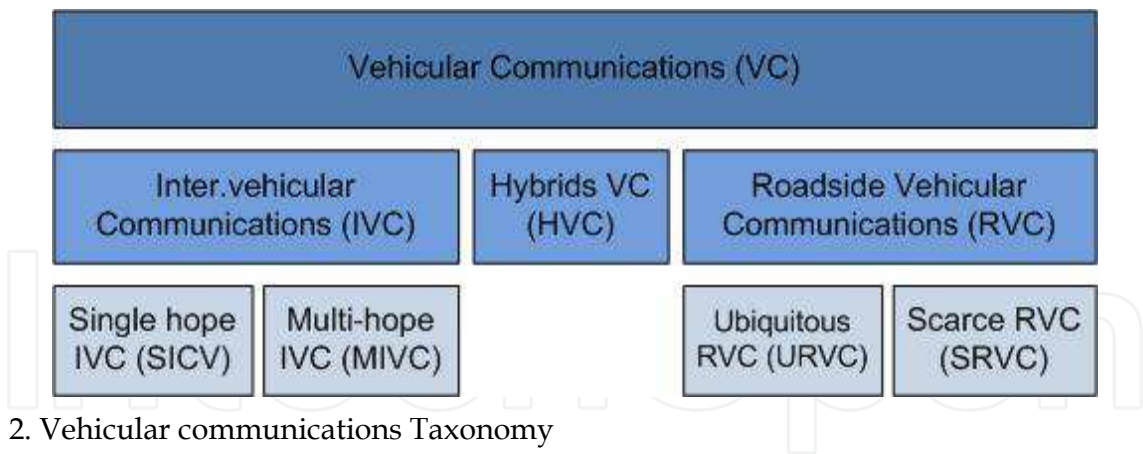 Vehicular Communications (VC)
Inter.vehicular
Communications (IVC)
Hybrids VC
(HVC)
Roadside Vehicular
Communications (RVC)
Single hope
IVC (SICV)
Multi-hope
IVC (MIVC)
Ubiquitous
RVC (URVC)
Scarce RVC
(SRVC)
2. Vehicular communications Taxonomy